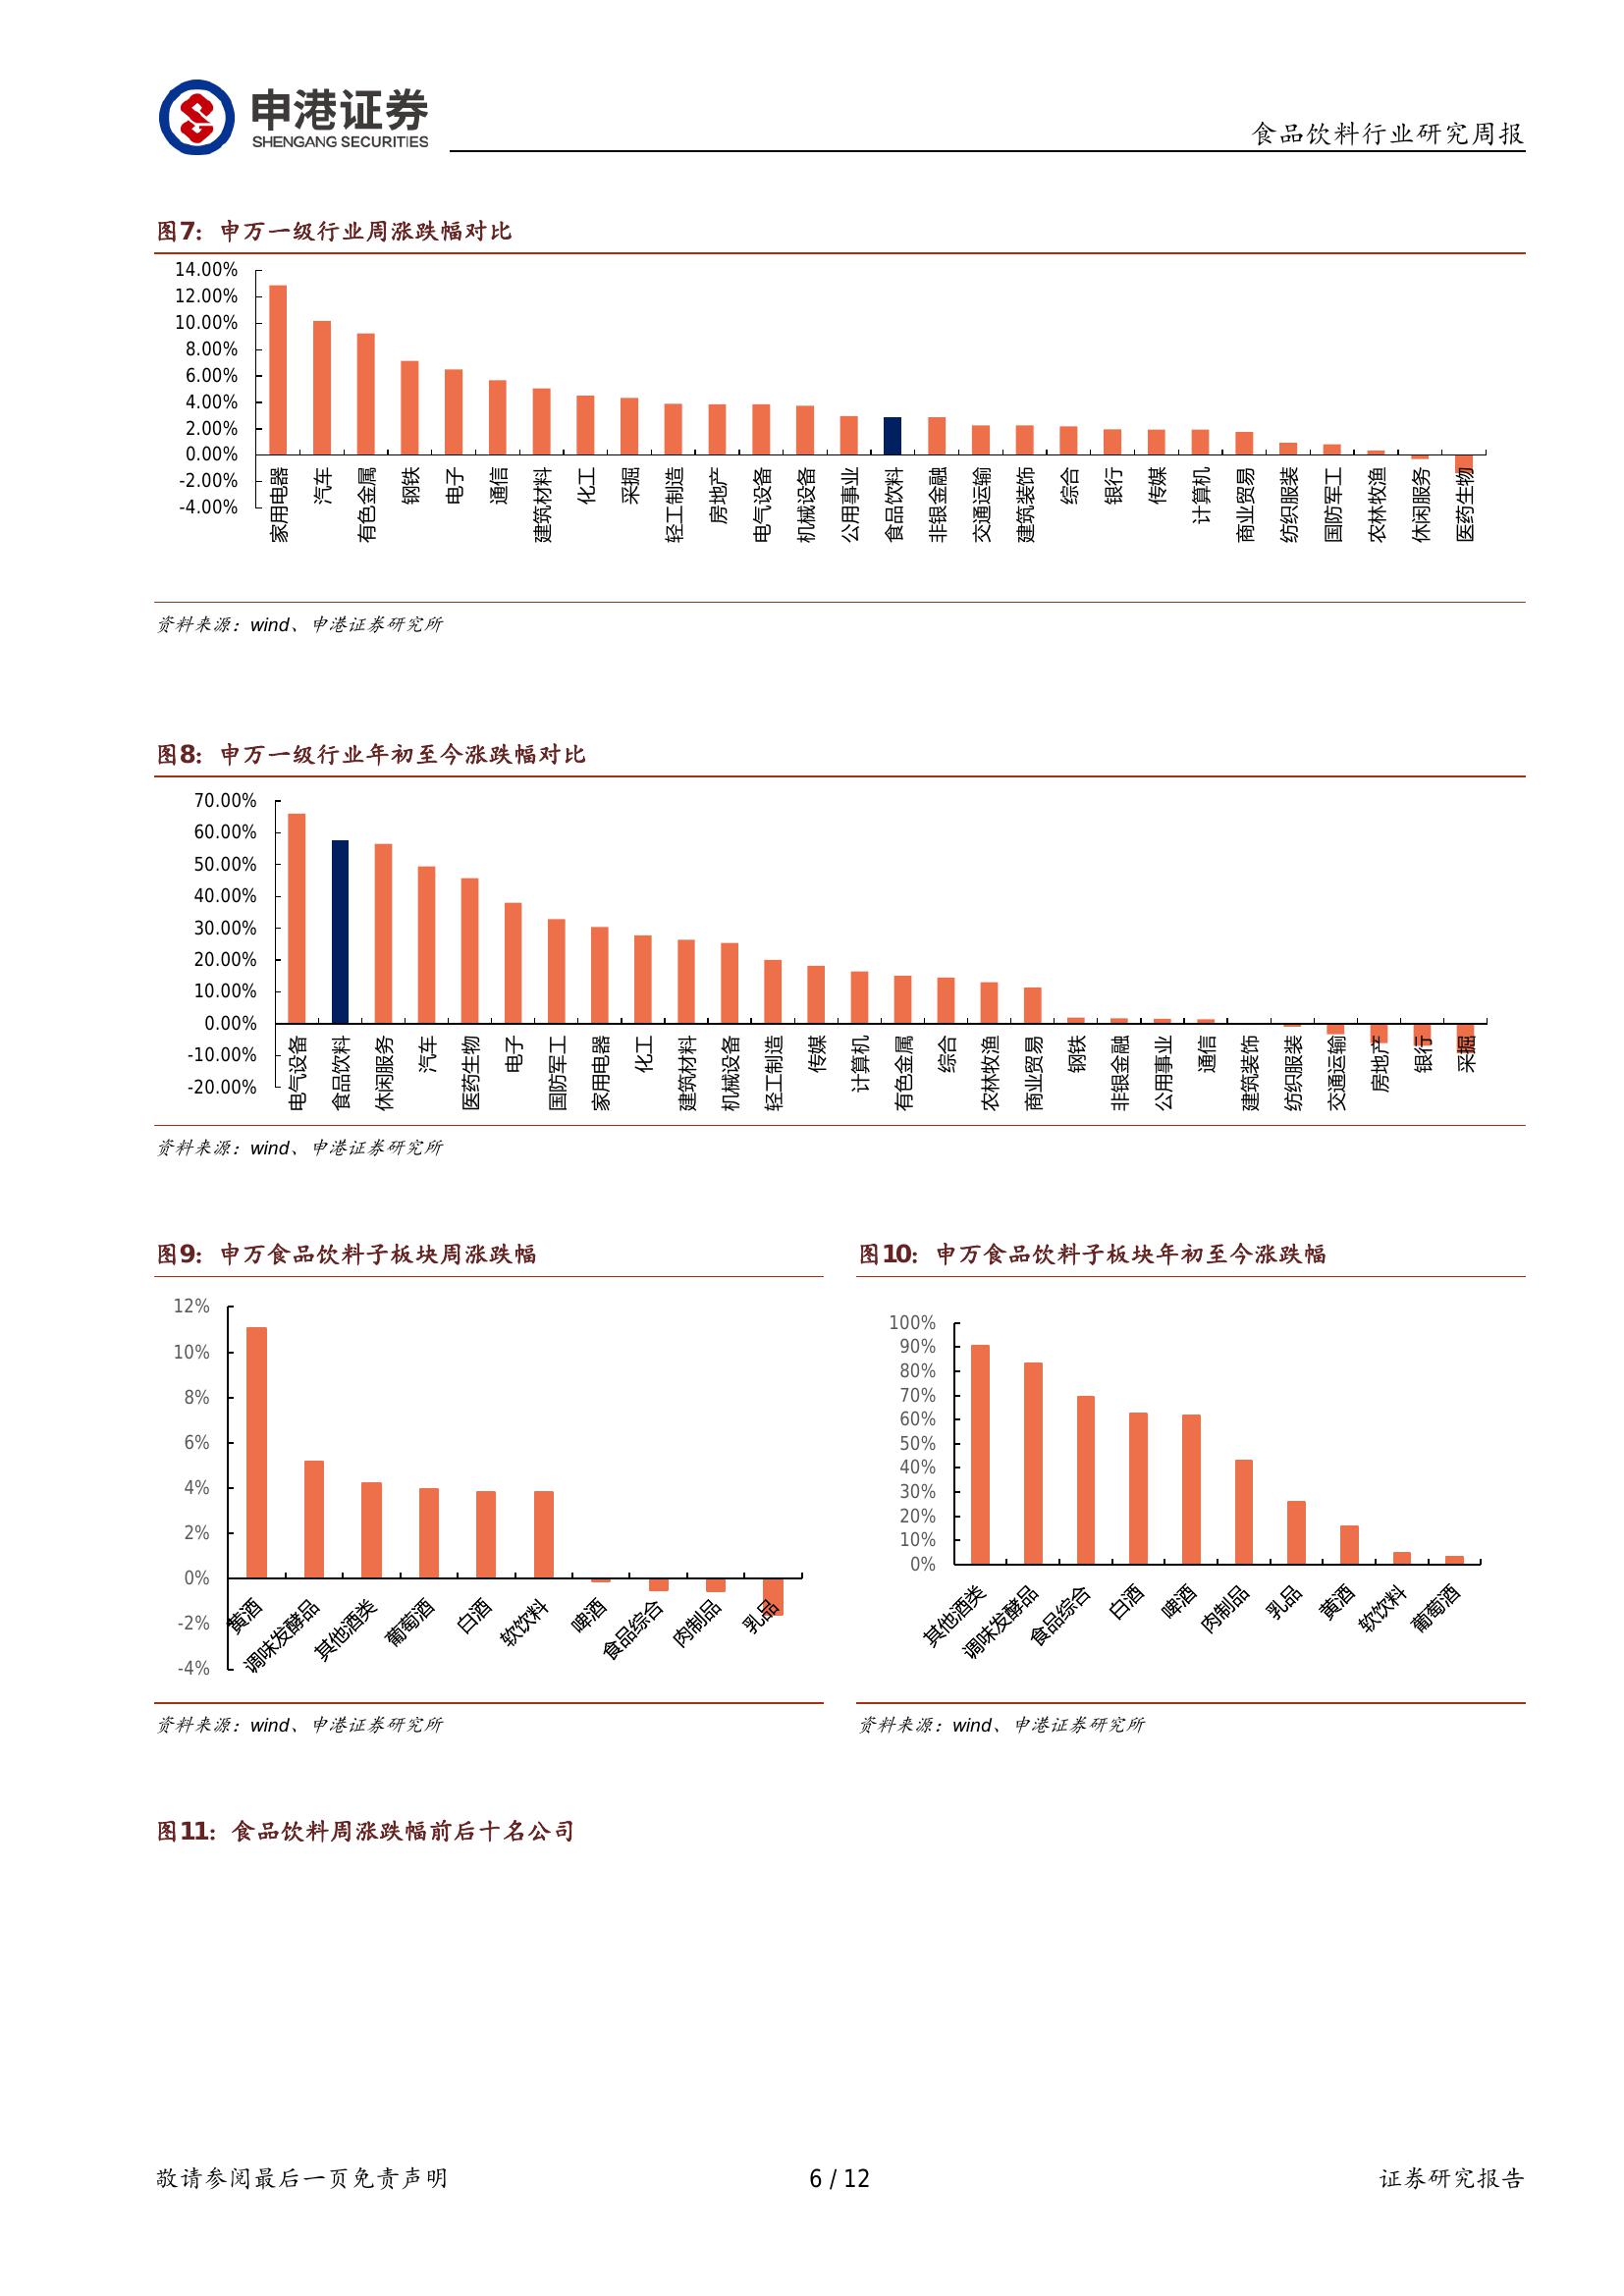 申港证券
SHENGANG SECURITIES
食品饮料行业研究周报
图7：申万一级行业周涨跌幅对比
14.00%
12.00%
10.00%
8.00%
6.00%
4.00%
2.00%
0.00%
-2.00%
-4.00%
家用电器
汽车
有色金属
钢铁
电子
通信
建筑材料
化工
采掘
轻工制造
房地产
电气设备
机械设备
公用事业
食品饮料
非银金融
交通运输
建筑装饰
综合
银行
传媒
计算机
商业贸易
纺织服装
国防军工
农林牧渔
休闲服务
医药生物
资料来源：wind、申港证券研究所
图8：申万一级行业年初至今涨跌幅对比
70.00%
60.00%
50.00%
40.00%
30.00%
20.00%
10.00%
0.00%
-10.00%
-20.00%
电气设备
食品饮料
休闲服务
汽车
医药生物
电子
国防军工
家用电器
化工
建筑材料
机械设备
轻工制造
传媒
计算机
有色金属
综合
农林牧渔
商业贸易
钢铁
非银金融
公用事业
通信
建筑装饰
纺织服装
交通运输
房地产
银行
采掘
资料来源：wind、申港证券研究所
图9：申万食品饮料子板块周涨跌幅
12%
10%
8%
6%
4%
2%
0%
-2%
-4%
黄酒
调味发酵品
其他酒类
葡萄酒
白酒
软饮料
啤酒
食品综合
肉制品
乳品
资料来源：wind、申港证券研究所
图10：申万食品饮料子板块年初至今涨跌幅
100%
90%
80%
70%
60%
50%
40%
30%
20%
10%
0%
其他酒类
调味发酵品
食品综合
白酒
啤酒
肉制品
乳品
黄酒
软饮料
葡萄酒
资料来源：wind、申港证券研究所
图11：食品饮料周涨跌幅前后十名公司
敬请参阅最后一页免责声明
6 / 12
证券研究报告